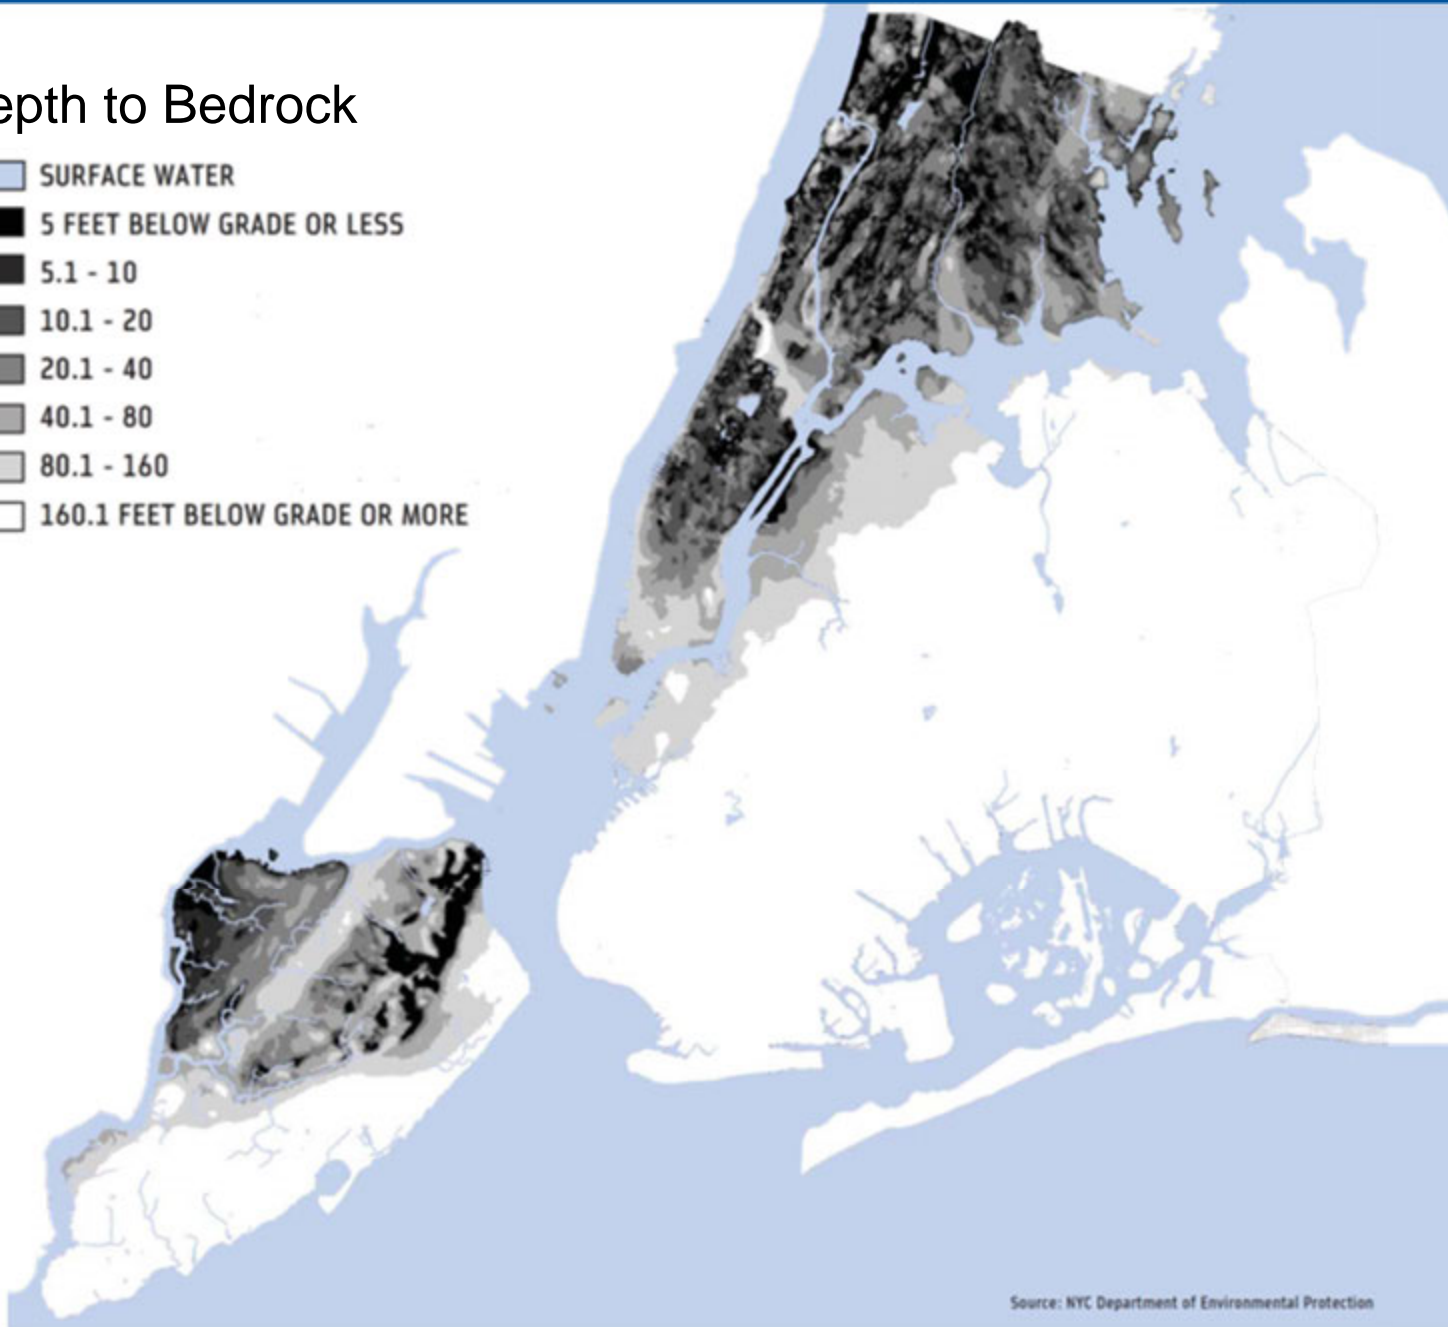 epth to Bedrock
SURFACE WATER
5 FEET BELOW GRADE OR LESS
5.1 - 10
10.1 - 20
20.1 - 40
40.1 - 80
80.1 - 160
160.1 FEET BELOW GRADE OR MORE
Source: NYC Department of Environmental Protection